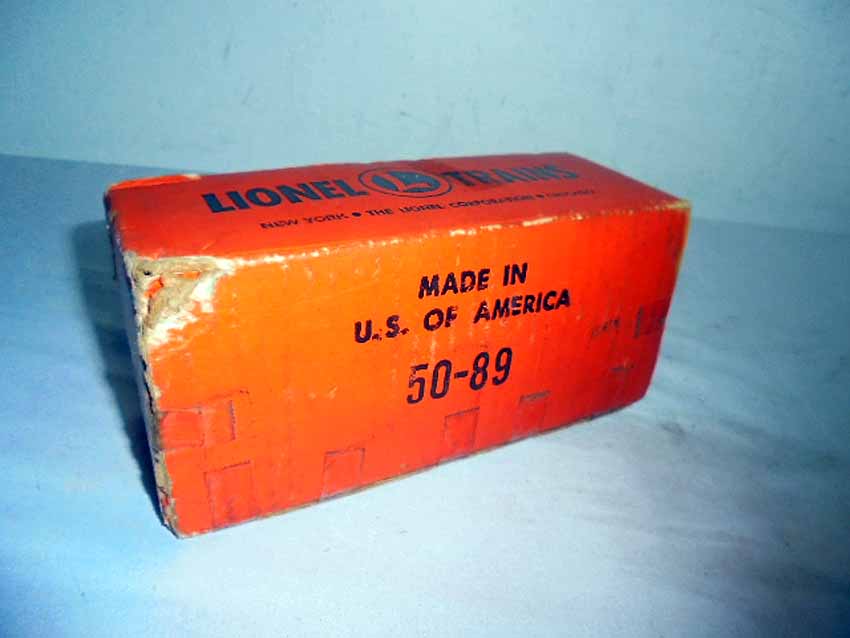 LIONEL L TRAINS
NEW YORK • THE LIONEL CORPORATION • CHICAGO
MADE IN
U.S. OF AMERICA
50-89